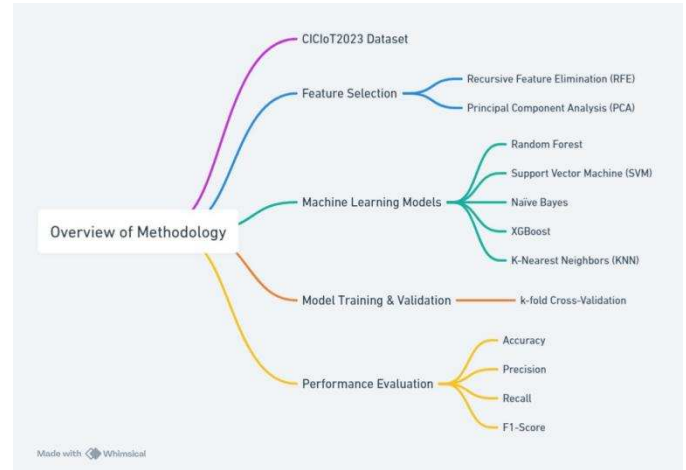 Overview of Methodology
CICIoT2023 Dataset
Feature Selection
Recursive Feature Elimination (RFE)
Principal Component Analysis (PCA)
Machine Learning Models
Random Forest
Support Vector Machine (SVM)
Naïve Bayes
XGBoost
K-Nearest Neighbors (KNN)
Model Training & Validation
k-fold Cross-Validation
Performance Evaluation
Accuracy
Precision
Recall
F1-Score
Made with Whimsical